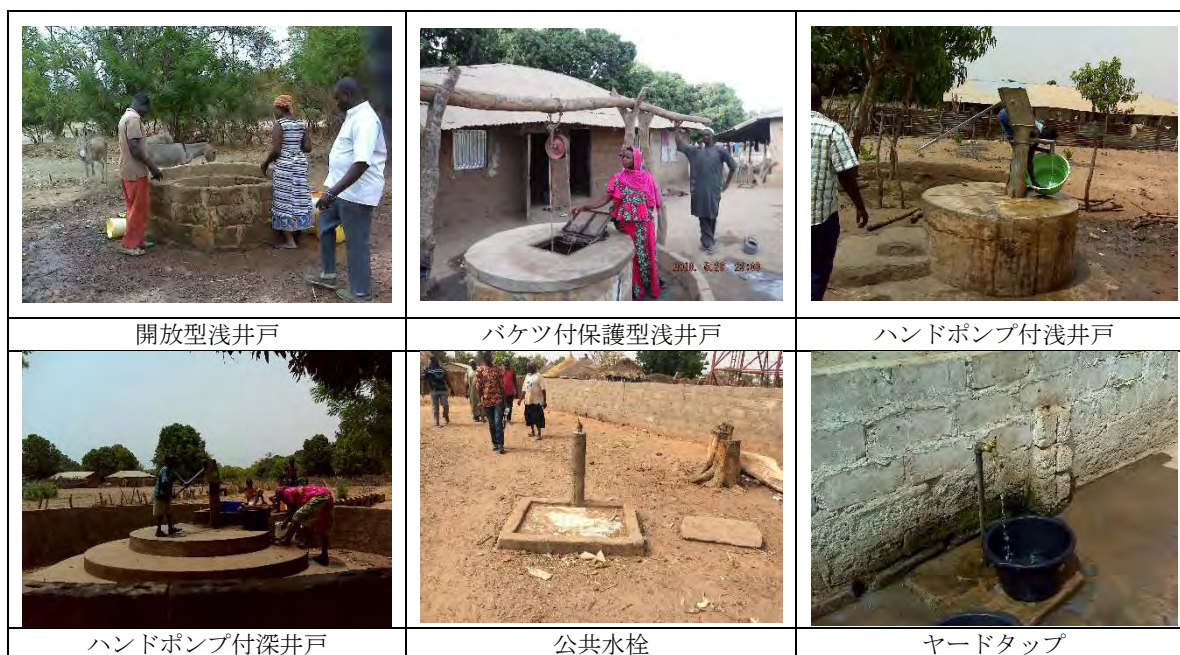 開放型浅井戸
バケツ付保護型浅井戸
ハンドポンプ付浅井戸
ハンドポンプ付深井戸
公共水栓
ヤードタップ